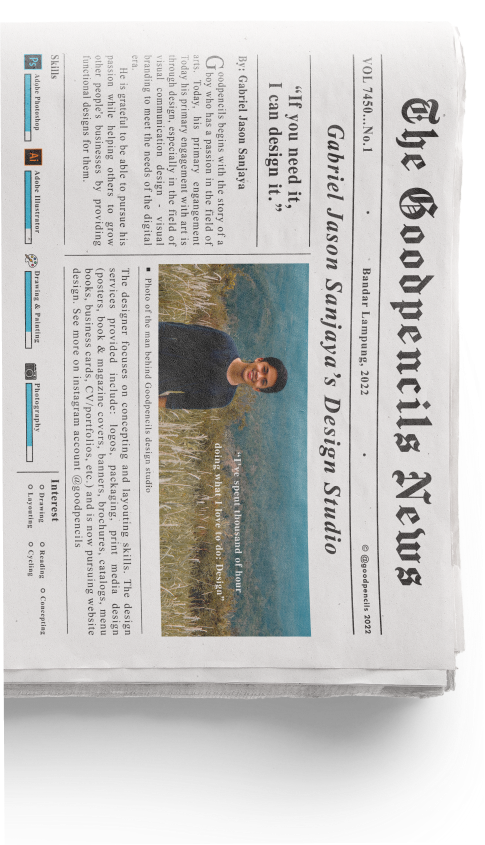 The Goodpencils News
VOL 7450...No.1
Bandar Lampung, 2022
© @goodpencils 2022
Gabriel Jason Sanjaya's Design Studio
"If you need it,
I can design it."
By: Gabriel Jason Sanjaya
Goodpencils begins with the story of a
boy who has a passion in the field of
arts. Today, his primary engangement
Today his primary engagement with art is
through design, especially in the field of
visual communication design - visual
branding to meet the needs of the digital
era.
He is grateful to be able to pursue his
passion while helping others to grow
other people's businesses by providing
functional designs for them
"I've spent thousand of hour
doing what I love to do: Design"
Photo of the man behind Goodpencils design studio
The designer focuses on concepting and layouting skills. The design
services provided include: logos, packaging, print media design
(posters, book & magazine covers, banners, brochures, catalogs, menu
books, business cards, CV/portfolios, etc.) and is now pursuing website
design. See more on instagram account @goodpencils
Skills
Ps Adobe Photoshop
Ai Adobe Illustrator
Drawing & Painting
Photography
Interest
Drawing
Reading
Concepting
Layouting
Cycling